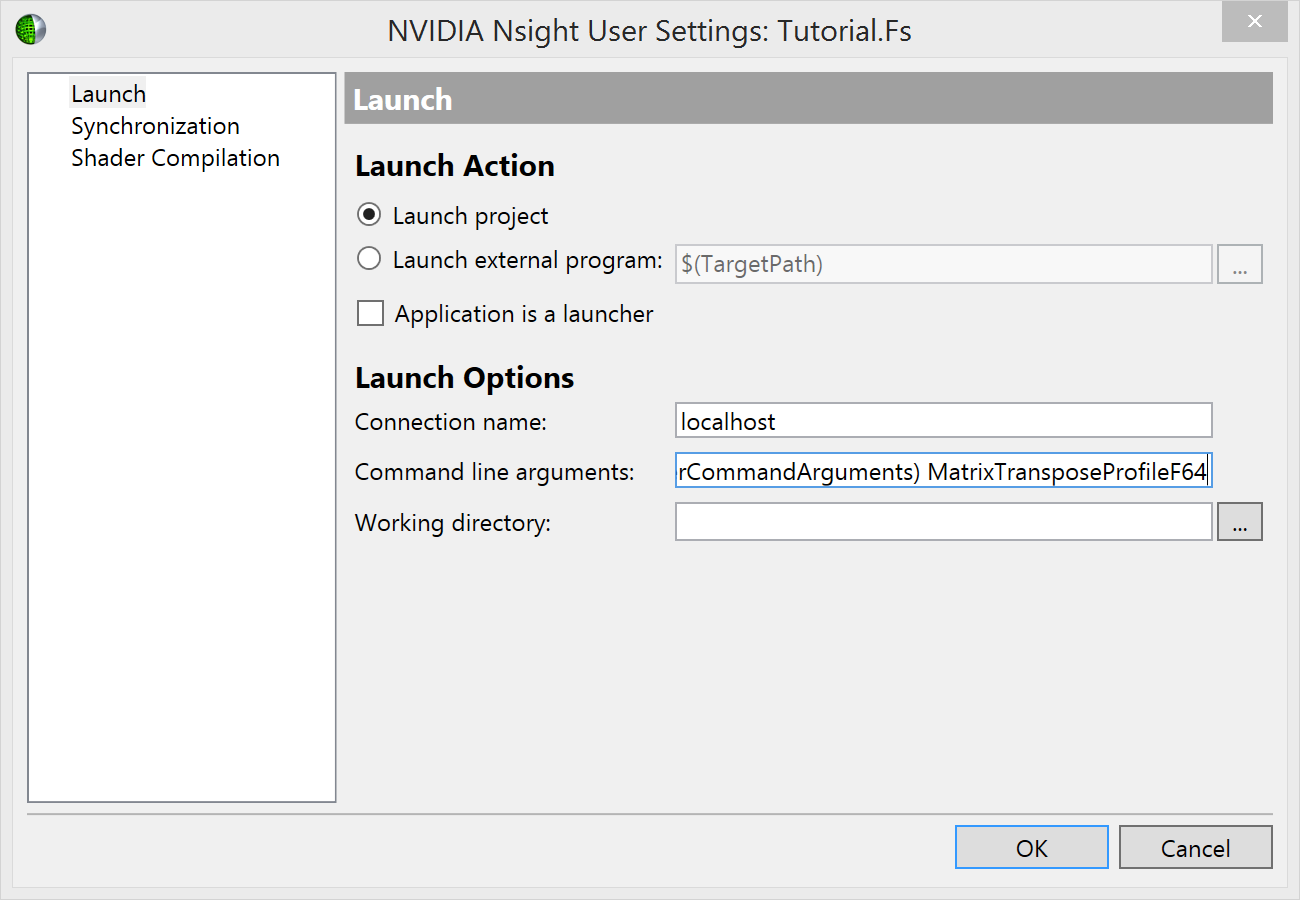 NVIDIA Nsight User Settings: Tutorial.Fs
Launch
Synchronization
Shader Compilation
Launch
Launch Action
Launch project
Launch external program: $(TargetPath) ...
Application is a launcher
Launch Options
Connection name: localhost
Command line arguments: rCommandArguments) MatrixTransposeProfileF64
Working directory: ...
OK Cancel